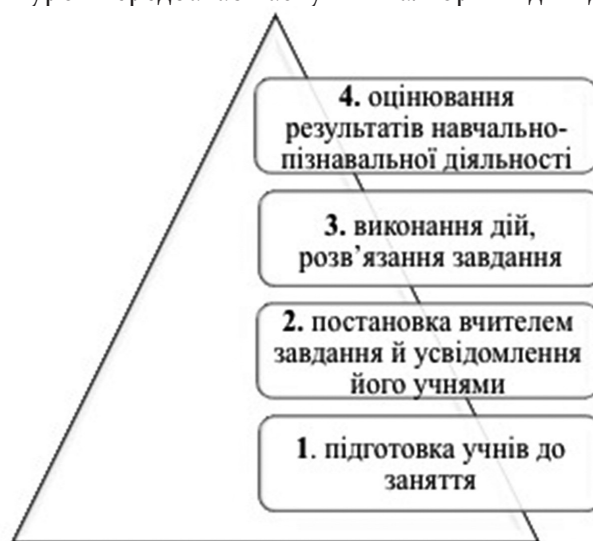 4. оцінювання
результатів навчально-
пізнавальної діяльності
3. виконання дій,
розв’язання завдання
2. постановка вчителем
завдання й усвідомлення
його учнями
1. підготовка учнів до
заняття